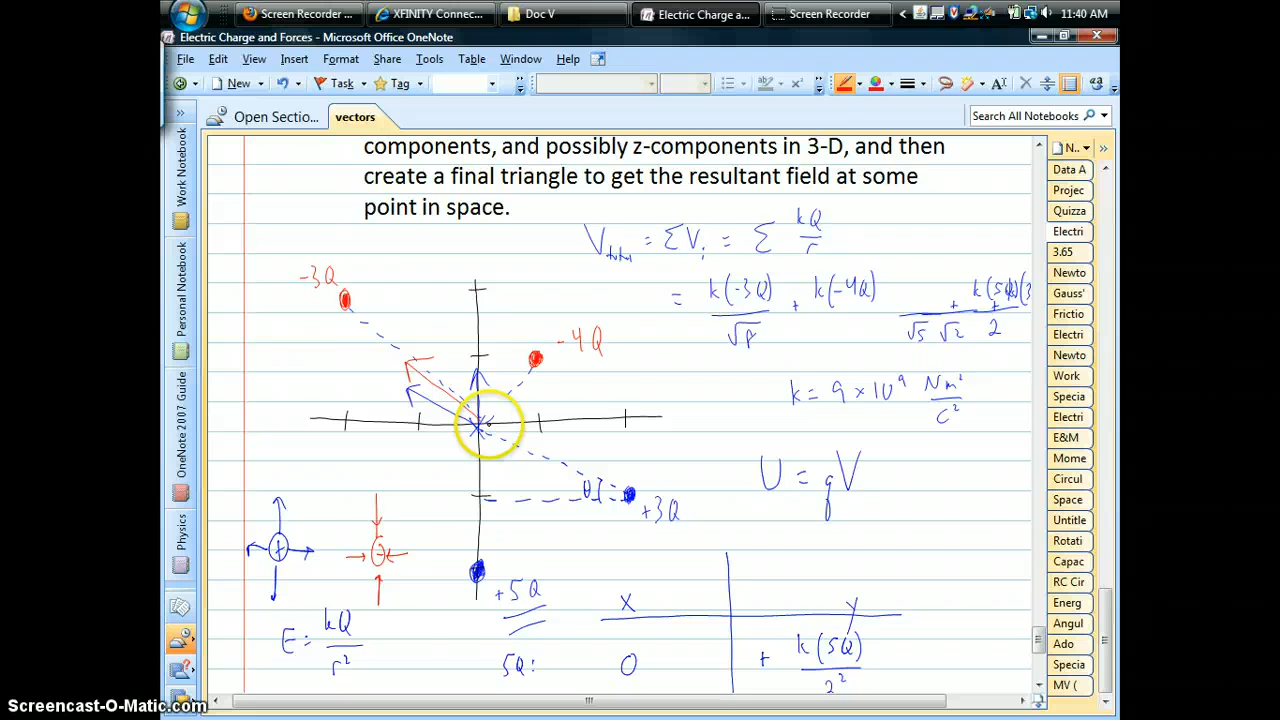 Screen Recorder ...
XFINITY Connec...
Doc V
Electric Charge a...
Screen Recorder
11:40 AM
Electric Charge and Forces - Microsoft Office OneNote
File Edit View Insert Format Share Tools Table Window Help
New Task Tag
Open Sectio...
vectors
Search All Notebooks
components, and possibly z-components in 3-D, and then
create a final triangle to get the resultant field at some
point in space.
V total = ΣVi = Σ kQ/r
= k(-3Q)/√8 + k(-4Q)
√5 √2 2
k = 9 × 10^9 Nm²/C²
U = qV
-3Q
-4Q
θ
+3Q
+5Q
+
-
E = kQ/r²
X Y
5Q: 0 + k(5Q)/2²
Work Notebook
Personal Notebook
OneNote 2007 Guide
Physics
N..
Data A
Projec
Quizza
Electri
3.65
Newto
Gauss'
Frictio
Electri
Newto
Work
Specia
Electri
E&M
Mome
Circul
Space
Untitle
Rotati
Capac
RC Cir
Energ
Angul
Ado
Specia
MV (
Screencast-O-Matic.com